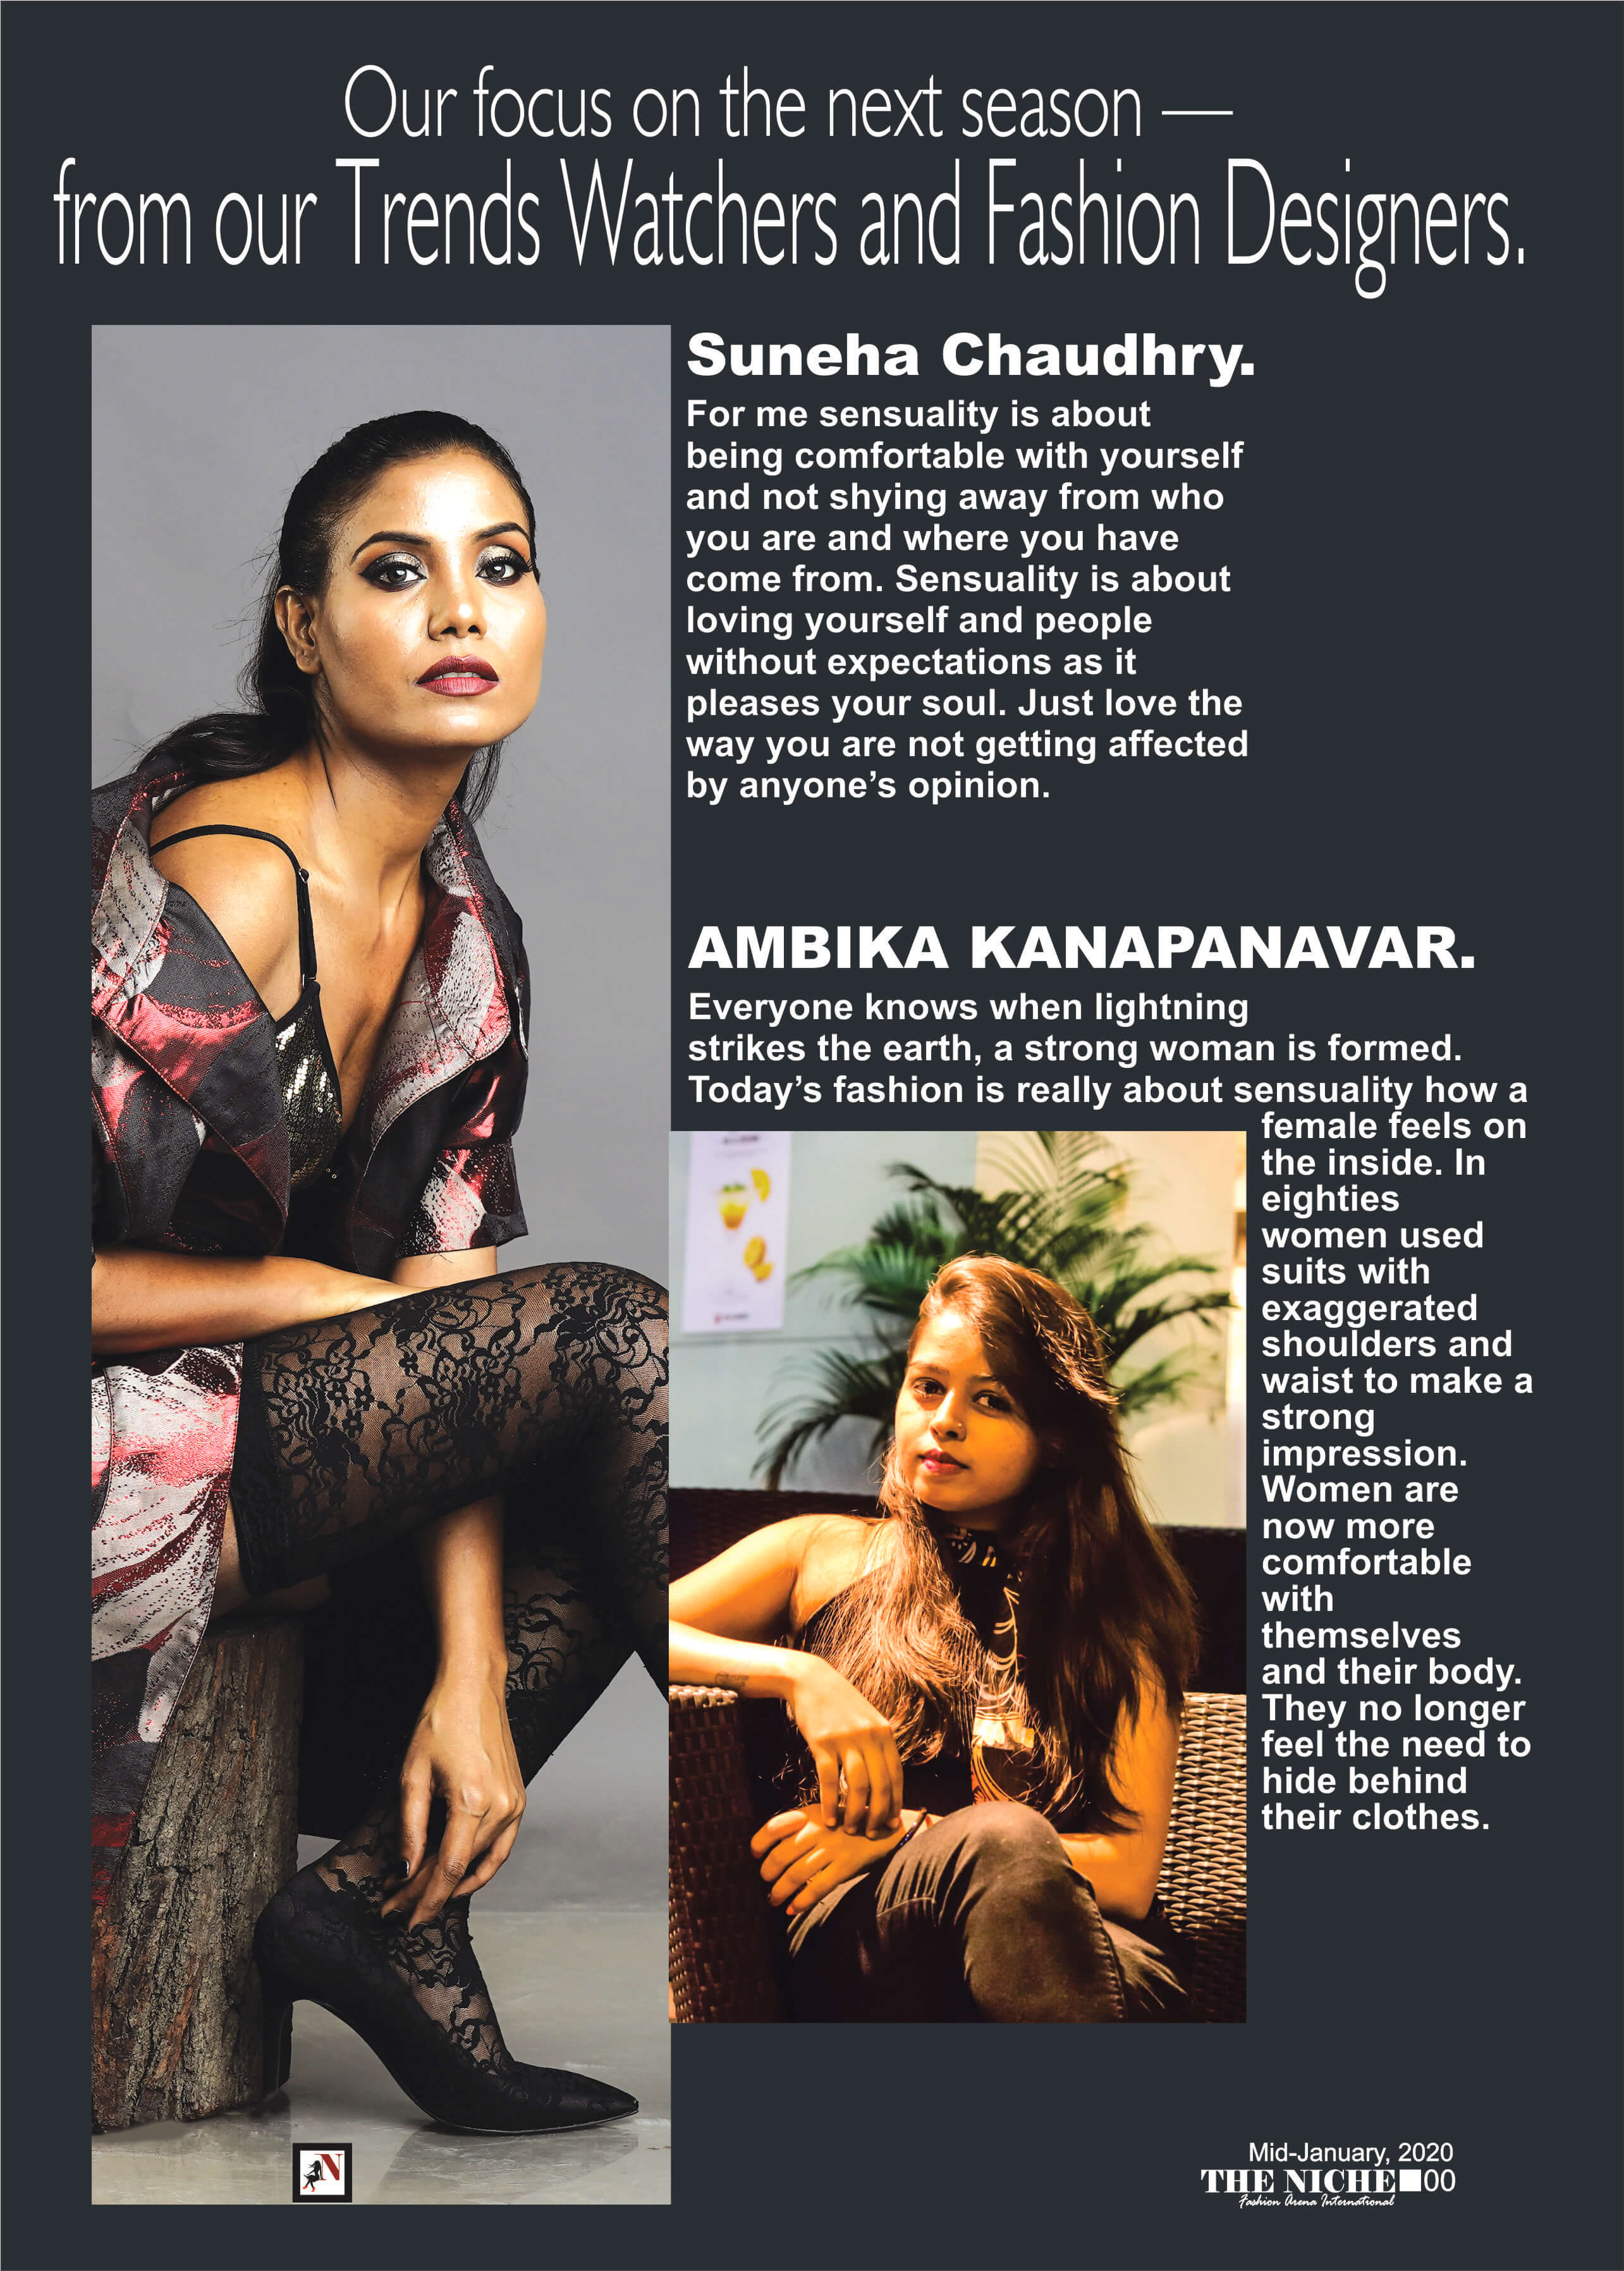 Our focus on the next season —
from our Trends Watchers and Fashion Designers.
Suneha Chaudhry.
For me sensuality is about
being comfortable with yourself
and not shying away from who
you are and where you have
come from. Sensuality is about
loving yourself and people
without expectations as it
pleases your soul. Just love the
way you are not getting affected
by anyone’s opinion.
AMBIKA KANAPANAVAR.
Everyone knows when lightning
strikes the earth, a strong woman is formed.
Today’s fashion is really about sensuality how a
female feels on
the inside. In
eighties
women used
suits with
exaggerated
shoulders and
waist to make a
strong
impression.
Women are
now more
comfortable
with
themselves
and their body.
They no longer
feel the need to
hide behind
their clothes.
N
Mid-January, 2020
THE NICHE■00
Fashion Arena International